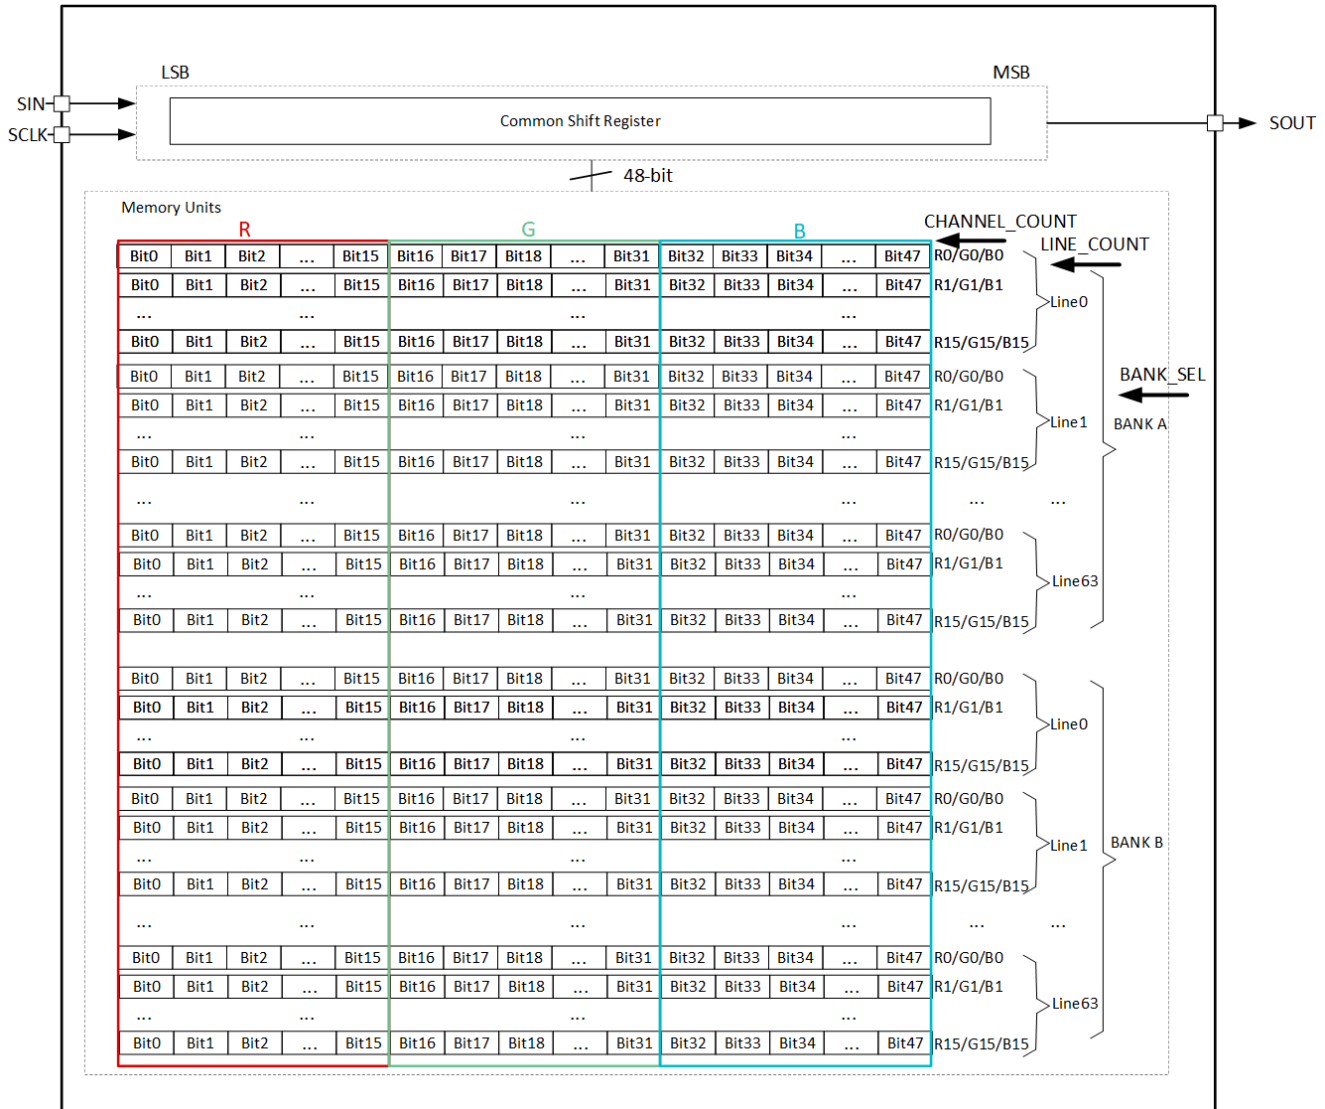 LSB MSB
SIN
Common Shift Register
SOUT
SCLK
48-bit
Memory Units
R G B
CHANNEL_COUNT
LINE_COUNT
Bit0 Bit1 Bit2 ... Bit15 Bit16 Bit17 Bit18 ... Bit31 Bit32 Bit33 Bit34 ... Bit47 R0/G0/B0
Bit0 Bit1 Bit2 ... Bit15 Bit16 Bit17 Bit18 ... Bit31 Bit32 Bit33 Bit34 ... Bit47 R1/G1/B1
Line0
... ... ... ...
Bit0 Bit1 Bit2 ... Bit15 Bit16 Bit17 Bit18 ... Bit31 Bit32 Bit33 Bit34 ... Bit47 R15/G15/B15
BANK_SEL
Bit0 Bit1 Bit2 ... Bit15 Bit16 Bit17 Bit18 ... Bit31 Bit32 Bit33 Bit34 ... Bit47 R0/G0/B0
Bit0 Bit1 Bit2 ... Bit15 Bit16 Bit17 Bit18 ... Bit31 Bit32 Bit33 Bit34 ... Bit47 R1/G1/B1
Line1 BANK A
... ... ... ...
Bit0 Bit1 Bit2 ... Bit15 Bit16 Bit17 Bit18 ... Bit31 Bit32 Bit33 Bit34 ... Bit47 R15/G15/B15
... ... ... ... ... ...
Bit0 Bit1 Bit2 ... Bit15 Bit16 Bit17 Bit18 ... Bit31 Bit32 Bit33 Bit34 ... Bit47 R0/G0/B0
Bit0 Bit1 Bit2 ... Bit15 Bit16 Bit17 Bit18 ... Bit31 Bit32 Bit33 Bit34 ... Bit47 R1/G1/B1
Line63
... ... ... ...
Bit0 Bit1 Bit2 ... Bit15 Bit16 Bit17 Bit18 ... Bit31 Bit32 Bit33 Bit34 ... Bit47 R15/G15/B15
Bit0 Bit1 Bit2 ... Bit15 Bit16 Bit17 Bit18 ... Bit31 Bit32 Bit33 Bit34 ... Bit47 R0/G0/B0
Bit0 Bit1 Bit2 ... Bit15 Bit16 Bit17 Bit18 ... Bit31 Bit32 Bit33 Bit34 ... Bit47 R1/G1/B1
Line0
... ... ... ...
Bit0 Bit1 Bit2 ... Bit15 Bit16 Bit17 Bit18 ... Bit31 Bit32 Bit33 Bit34 ... Bit47 R15/G15/B15
Bit0 Bit1 Bit2 ... Bit15 Bit16 Bit17 Bit18 ... Bit31 Bit32 Bit33 Bit34 ... Bit47 R0/G0/B0
Bit0 Bit1 Bit2 ... Bit15 Bit16 Bit17 Bit18 ... Bit31 Bit32 Bit33 Bit34 ... Bit47 R1/G1/B1
Line1 BANK B
... ... ... ...
Bit0 Bit1 Bit2 ... Bit15 Bit16 Bit17 Bit18 ... Bit31 Bit32 Bit33 Bit34 ... Bit47 R15/G15/B15
... ... ... ... ... ...
Bit0 Bit1 Bit2 ... Bit15 Bit16 Bit17 Bit18 ... Bit31 Bit32 Bit33 Bit34 ... Bit47 R0/G0/B0
Bit0 Bit1 Bit2 ... Bit15 Bit16 Bit17 Bit18 ... Bit31 Bit32 Bit33 Bit34 ... Bit47 R1/G1/B1
Line63
... ... ... ...
Bit0 Bit1 Bit2 ... Bit15 Bit16 Bit17 Bit18 ... Bit31 Bit32 Bit33 Bit34 ... Bit47 R15/G15/B15